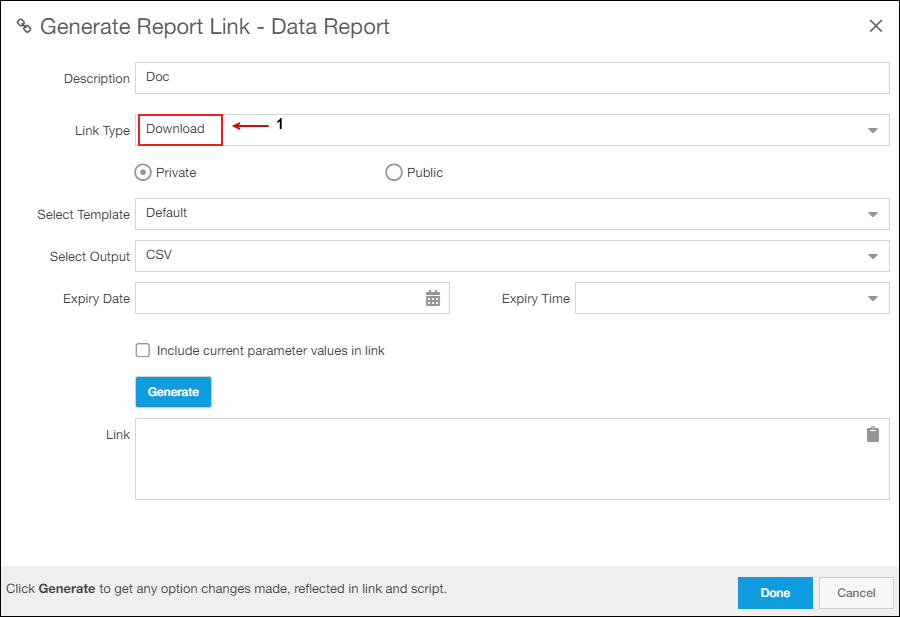 Generate Report Link - Data Report
Description Doc
Link Type Download 1
Private Public
Select Template Default
Select Output CSV
Expiry Date Expiry Time
Include current parameter values in link
Generate
Link
Click Generate to get any option changes made, reflected in link and script.
Done Cancel